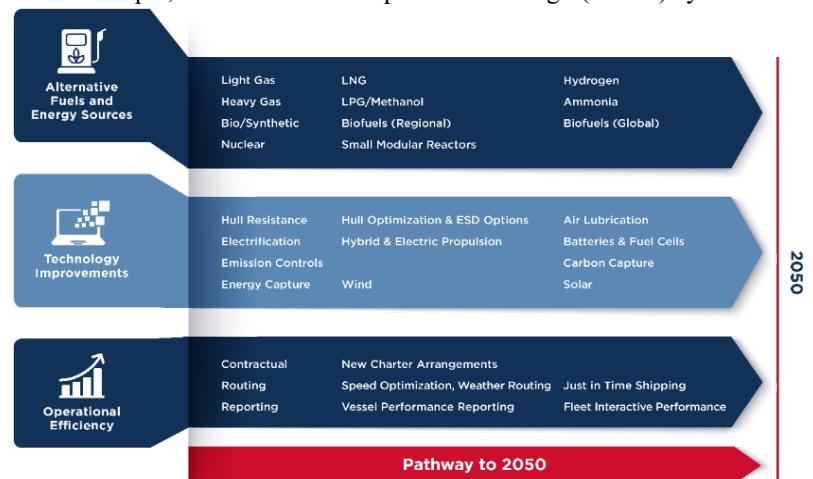 Alternative
Fuels and
Energy Sources
Light Gas LNG Hydrogen
Heavy Gas LPG/Methanol Ammonia
Bio/Synthetic Biofuels (Regional) Biofuels (Global)
Nuclear Small Modular Reactors
Technology
Improvements
Hull Resistance Hull Optimization & ESD Options Air Lubrication
Electrification Hybrid & Electric Propulsion Batteries & Fuel Cells
Emission Controls Carbon Capture
Energy Capture Wind Solar
2050
Operational
Efficiency
Contractual New Charter Arrangements
Routing Speed Optimization, Weather Routing Just in Time Shipping
Reporting Vessel Performance Reporting Fleet Interactive Performance
Pathway to 2050